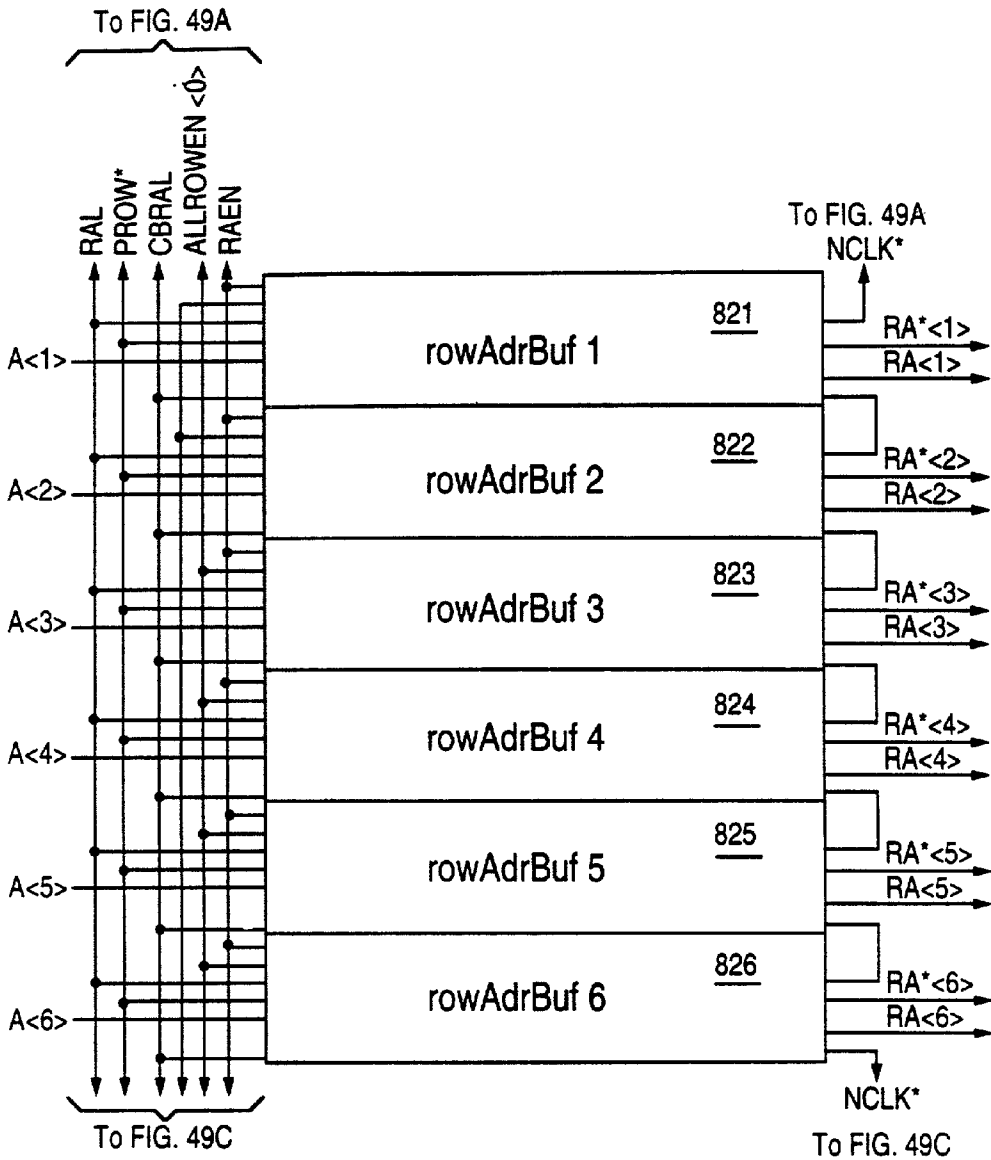 To FIG. 49A
RAL
PROW*
CBRAL
ALLROWEN <0>
RAEN
To FIG. 49A
NCLK*
821
rowAdrBuf 1
A<1>
RA*<1>
RA<1>
822
rowAdrBuf 2
A<2>
RA*<2>
RA<2>
823
rowAdrBuf 3
A<3>
RA*<3>
RA<3>
824
rowAdrBuf 4
A<4>
RA*<4>
RA<4>
825
rowAdrBuf 5
A<5>
RA*<5>
RA<5>
826
rowAdrBuf 6
A<6>
RA*<6>
RA<6>
NCLK*
To FIG. 49C
To FIG. 49C